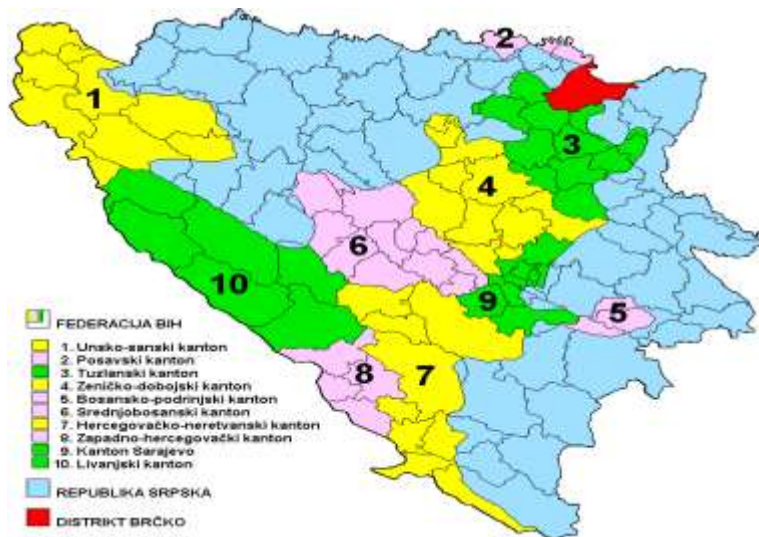 2
1
3
4
6
10
9
5
8
7
FEDERACIJA BIH
1. Unsko-sanski kanton
2. Posavski kanton
3. Tuzlanski kanton
4. Zeničko-dobojski kanton
5. Bosansko-podrinjski kanton
6. Srednjobosanski kanton
7. Hercegovačko-neretvanski kanton
8. Zapadno-hercegovački kanton
9. Kanton Sarajevo
10. Livanjski kanton
REPUBLIKA SRPSKA
DISTRIKT BRČKO